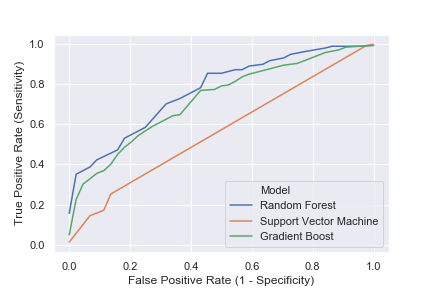 1.0
0.8
0.6
0.4
0.2
0.0
True Positive Rate (Sensitivity)
Model
Random Forest
Support Vector Machine
Gradient Boost
0.0 0.2 0.4 0.6 0.8 1.0
False Positive Rate (1 - Specificity)